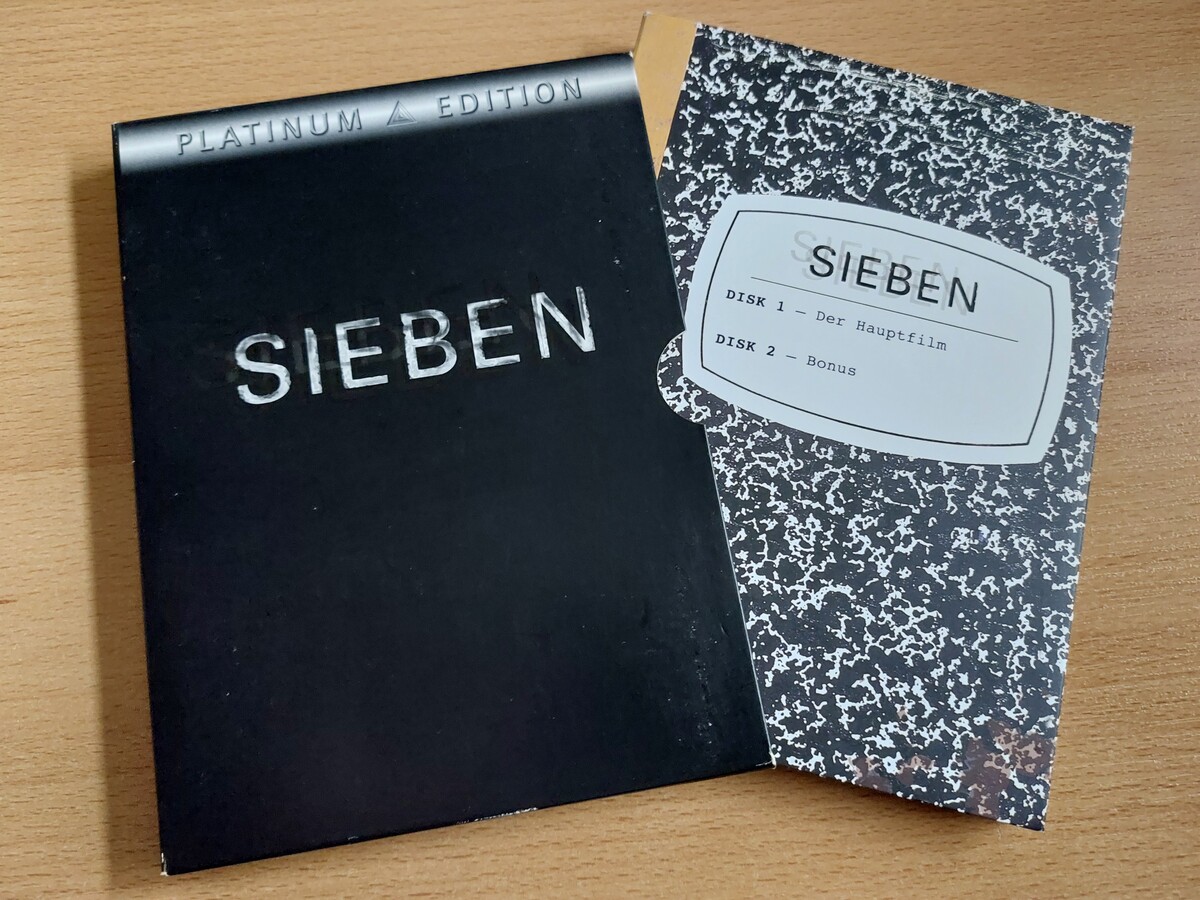 PLATINUM EDITION
SIEBEN
SIEBEN
DISK 1 — Der Hauptfilm
DISK 2 — Bonus